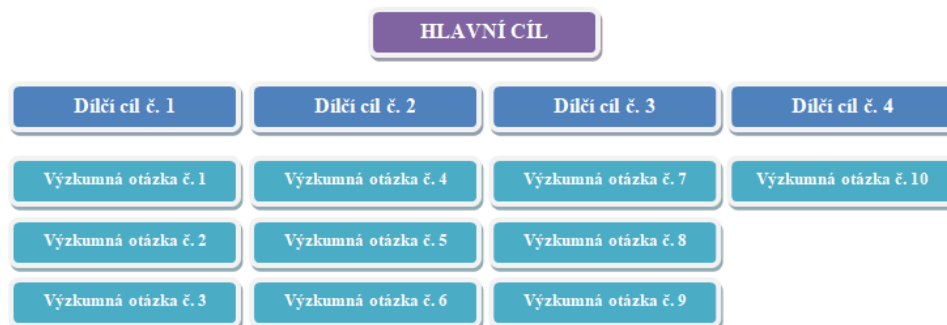 HLAVNÍ CÍL
Dílčí cíl č. 1
Dílčí cíl č. 2
Dílčí cíl č. 3
Dílčí cíl č. 4
Výzkumná otázka č. 1
Výzkumná otázka č. 4
Výzkumná otázka č. 7
Výzkumná otázka č. 10
Výzkumná otázka č. 2
Výzkumná otázka č. 5
Výzkumná otázka č. 8
Výzkumná otázka č. 3
Výzkumná otázka č. 6
Výzkumná otázka č. 9